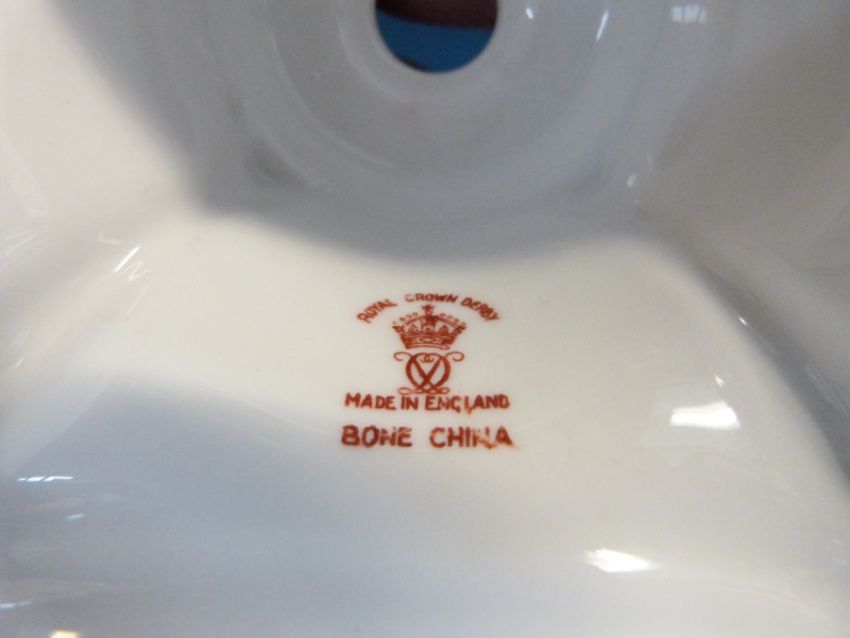 ROYAL CROWN DERBY
MADE IN ENGLAND
BONE CHINA